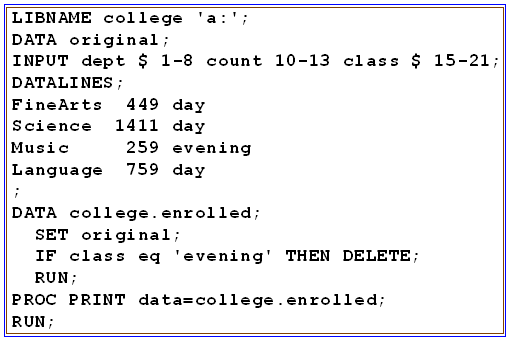 LIBNAME college 'a:';
DATA original;
INPUT dept $ 1-8 count 10-13 class $ 15-21;
DATALINES;
FineArts  449 day
Science  1411 day
Music     259 evening
Language  759 day
;
DATA college.enrolled;
  SET original;
  IF class eq 'evening' THEN DELETE;
  RUN;
PROC PRINT data=college.enrolled;
RUN;